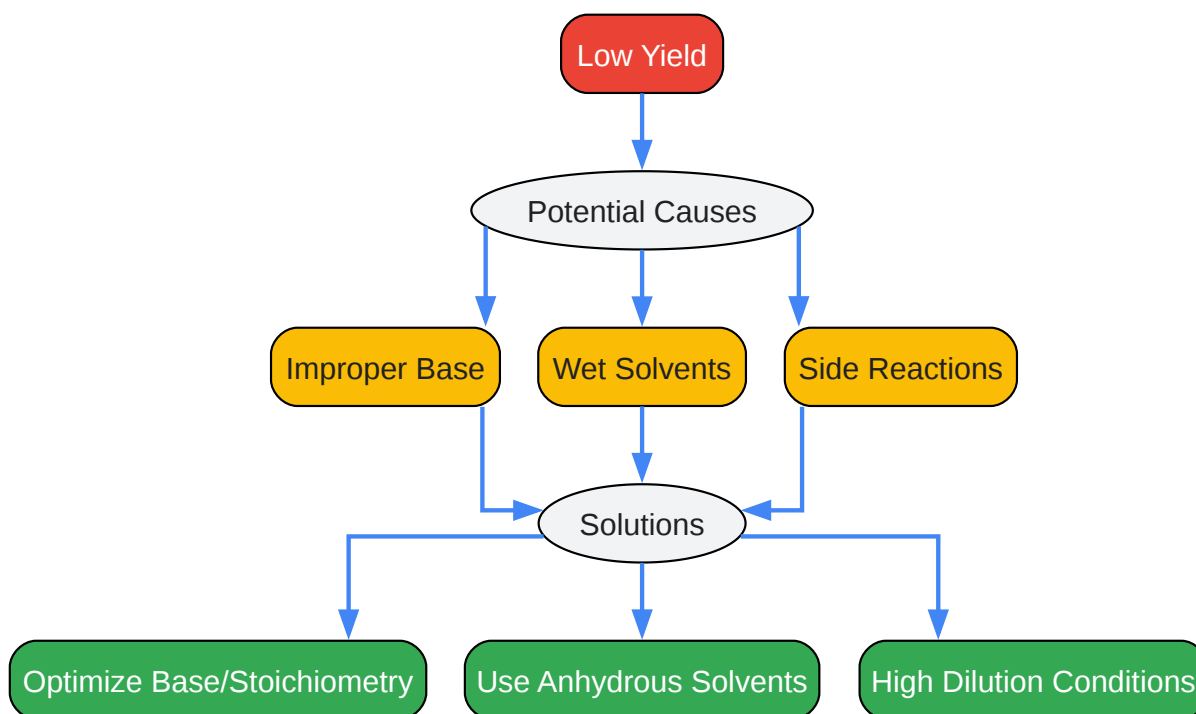 Low Yield
Potential Causes
Improper Base
Wet Solvents
Side Reactions
Solutions
Optimize Base/Stoichiometry
Use Anhydrous Solvents
High Dilution Conditions